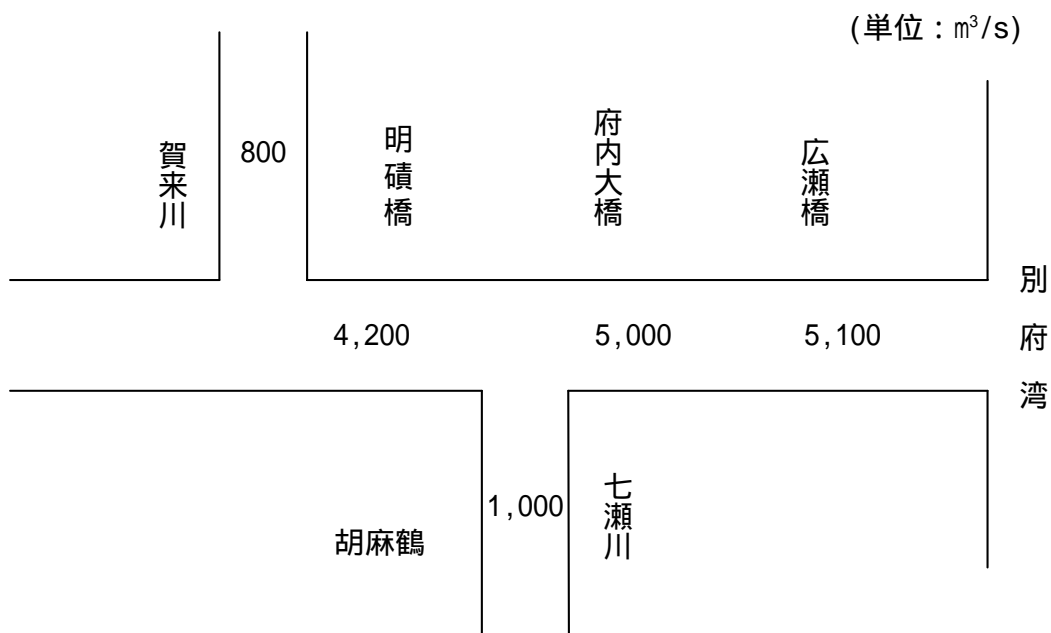 (単位：㎥/s)
賀来川
800
明磧橋
府内大橋
広瀬橋
4,200
5,000
5,100
別府湾
胡麻鶴
1,000
七瀬川